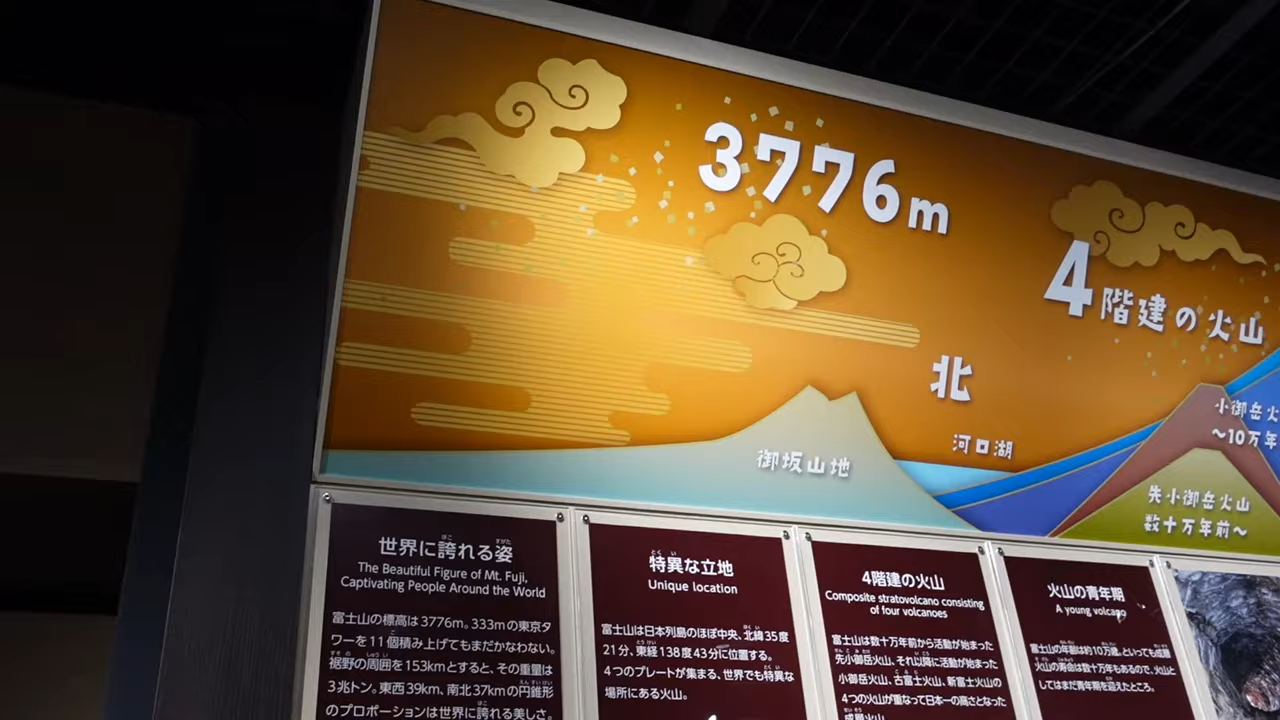 3776m
4階建の火山
北
河口湖
御坂山地
小御岳火
〜10万年
先小御岳火山
数十万年前〜
世界に誇れる姿
The Beautiful Figure of Mt. Fuji,
Captivating People Around the World
富士山の標高は3776m。333mの東京タ
ワーを11個積み上げてもまだかなわない。
裾野の周囲を153kmとすると、その重量は
3兆トン。東西39km、南北37kmの円錐形
のプロポーションは世界に誇れる美しさ。
特異な立地
Unique location
富士山は日本列島のほぼ中央、北緯35度
21分、東経138度43分に位置する。
4つのプレートが集まる、世界でも特異な
場所にある火山。
4階建の火山
Composite stratovolcano consisting
of four volcanoes
富士山は数十万年前から活動が始まった
先小御岳火山、それ以降に活動が始まった
小御岳火山、古富士火山、新富士火山の
4つの火山が重なって日本一の高さとなった
成層火山。
火山の青年期
A young volcano
富士山の年齢は約10万歳。といっても成層
火山の寿命は数十万年もあるので、火山と
してはまだ青年期を迎えたところ。